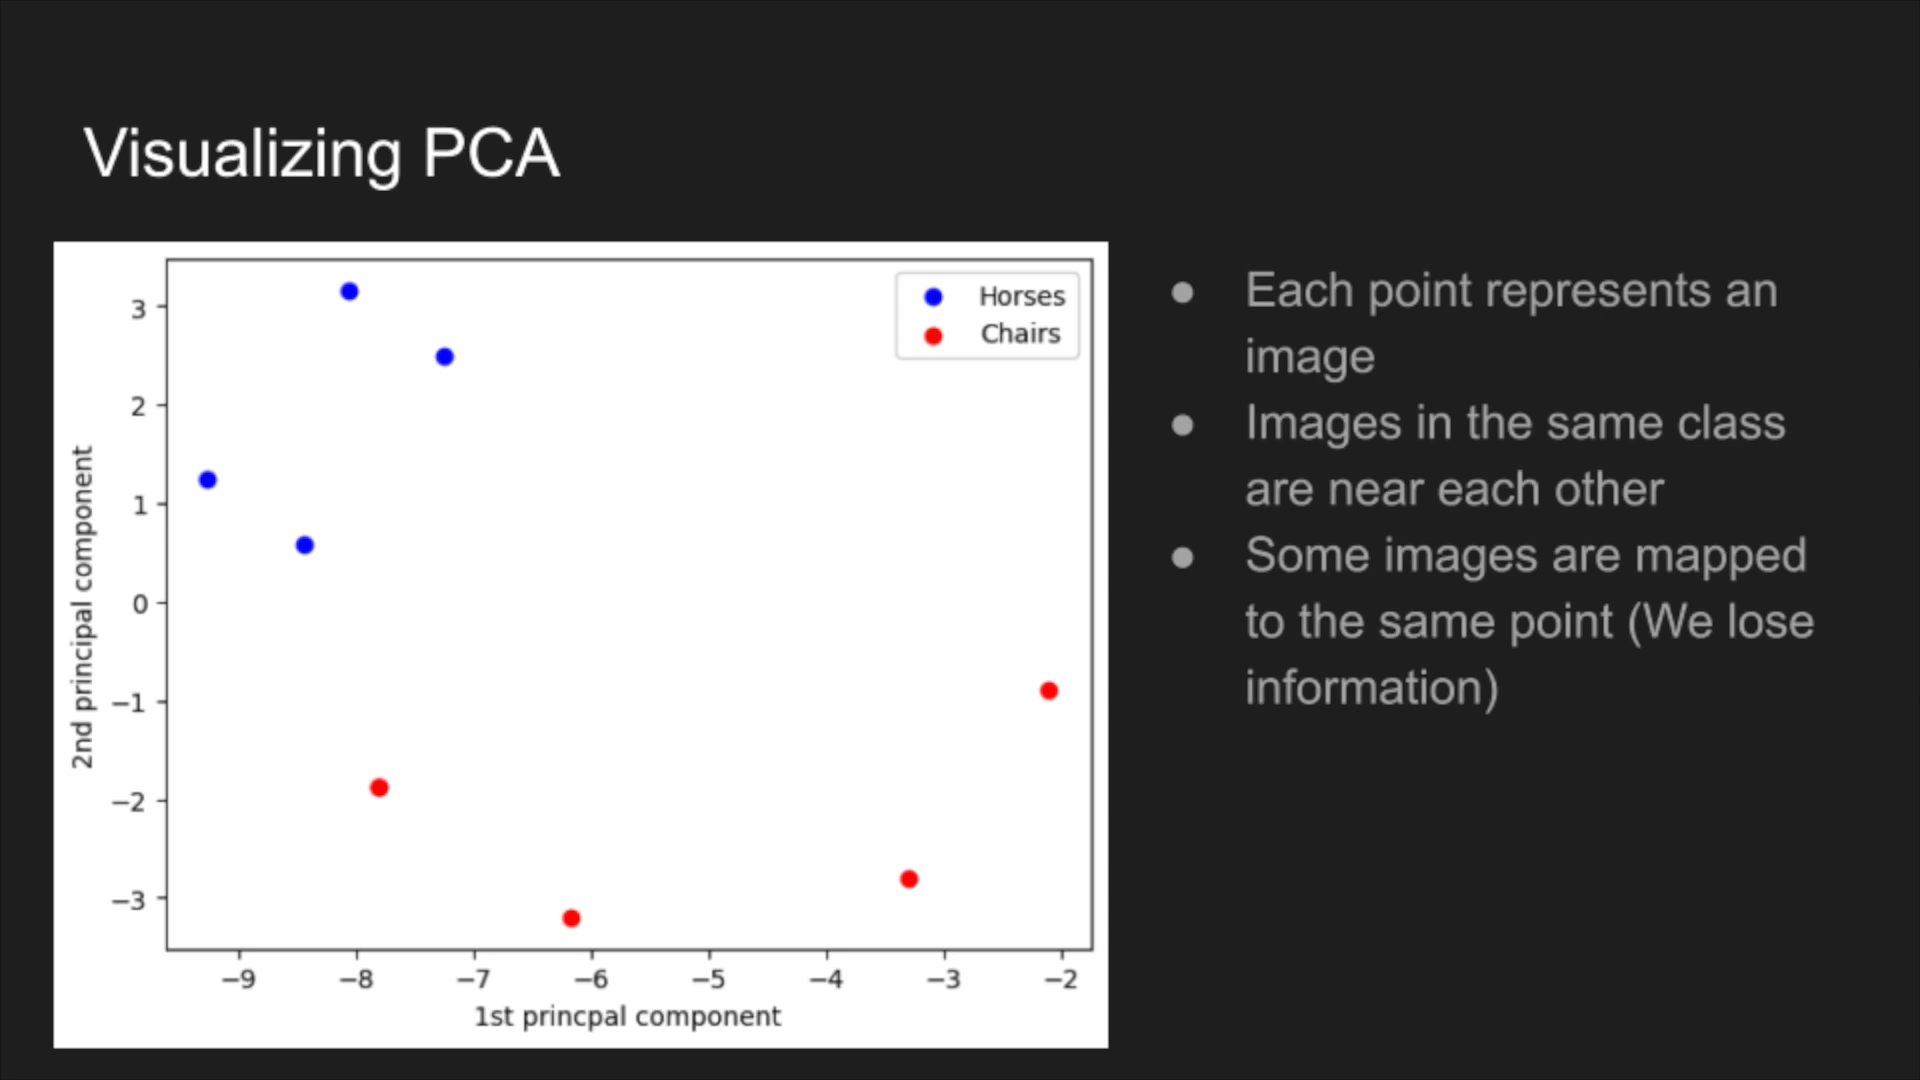 Visualizing PCA
3
2
1
0
−1
−2
−3
2nd principal component
Horses
Chairs
−9 −8 −7 −6 −5 −4 −3 −2
1st princpal component
● Each point represents an
image
● Images in the same class
are near each other
● Some images are mapped
to the same point (We lose
information)